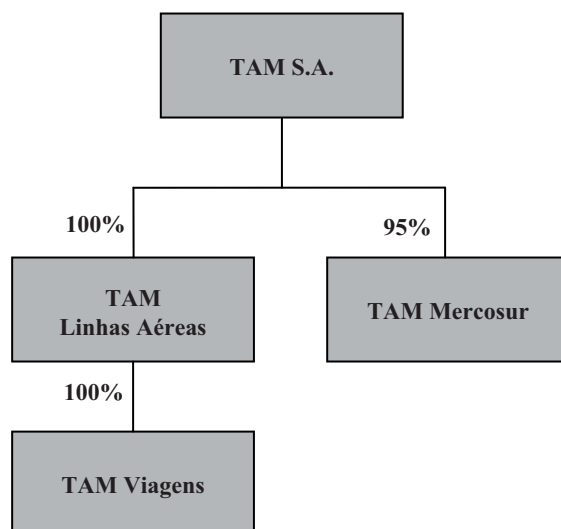 TAM S.A.
100%
95%
TAM
Linhas Aéreas
TAM Mercosur
100%
TAM Viagens